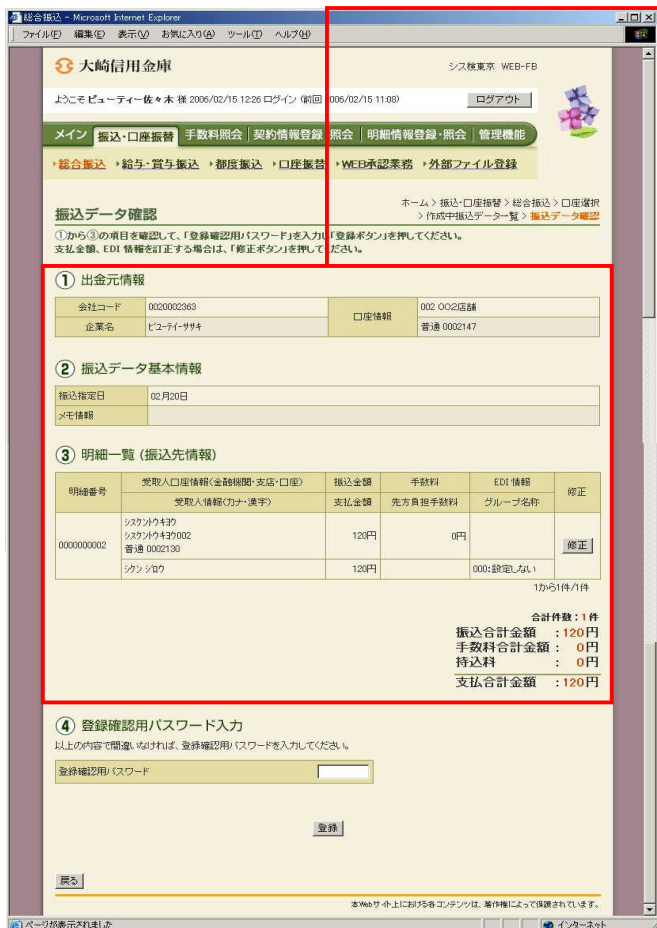 総合振込 - Microsoft Internet Explorer
ファイル(F) 編集(E) 表示(V) お気に入り(A) ツール(T) ヘルプ(H)
大崎信用金庫
シス検東京 WEB-FB
ようこそ ビューティー佐々木 様 2006/02/15 12:26 ログイン (前回 2006/02/15 11:08)
ログアウト
メイン 振込・口座振替 手数料照会 契約情報登録・照会 明細情報登録・照会 管理機能
総合振込 給与・賞与振込 都度振込 口座振替 WEB承認業務 外部ファイル登録
ホーム > 振込・口座振替 > 総合振込 > 口座選択
> 作成中振込データ一覧 > 振込データ確認
振込データ確認
①から③の項目を確認して、「登録確認用パスワード」を入力し「登録ボタン」を押してください。
支払金額、EDI 情報を訂正する場合は、「修正ボタン」を押してください。
① 出金元情報
会社コード 0020002363 口座情報 002 002店舗
企業名 ビューティーササキ 普通 0002147
② 振込データ基本情報
振込指定日 02月20日
メモ情報
③ 明細一覧 (振込先情報)
明細番号 受取人口座情報(金融機関・支店・口座) 振込金額 手数料 EDI 情報 修正
受取人情報(カナ・漢字) 支払金額 先方負担手数料 グループ名称
0000000002
シスケントウキヨウ
シスケントウキヨウ002
普通 0002130
120円 0円 修正
シケン ジロウ 120円 000:設定しない
1から1件/1件
合計件数:1件
振込合計金額 :120円
手数料合計金額: 0円
持込料 : 0円
支払合計金額 :120円
④ 登録確認用パスワード入力
以上の内容で間違いなければ、登録確認用パスワードを入力してください。
登録確認用パスワード
登録
戻る
本Webサイト上における各コンテンツは、著作権によって保護されています。
ページが表示されました インターネット